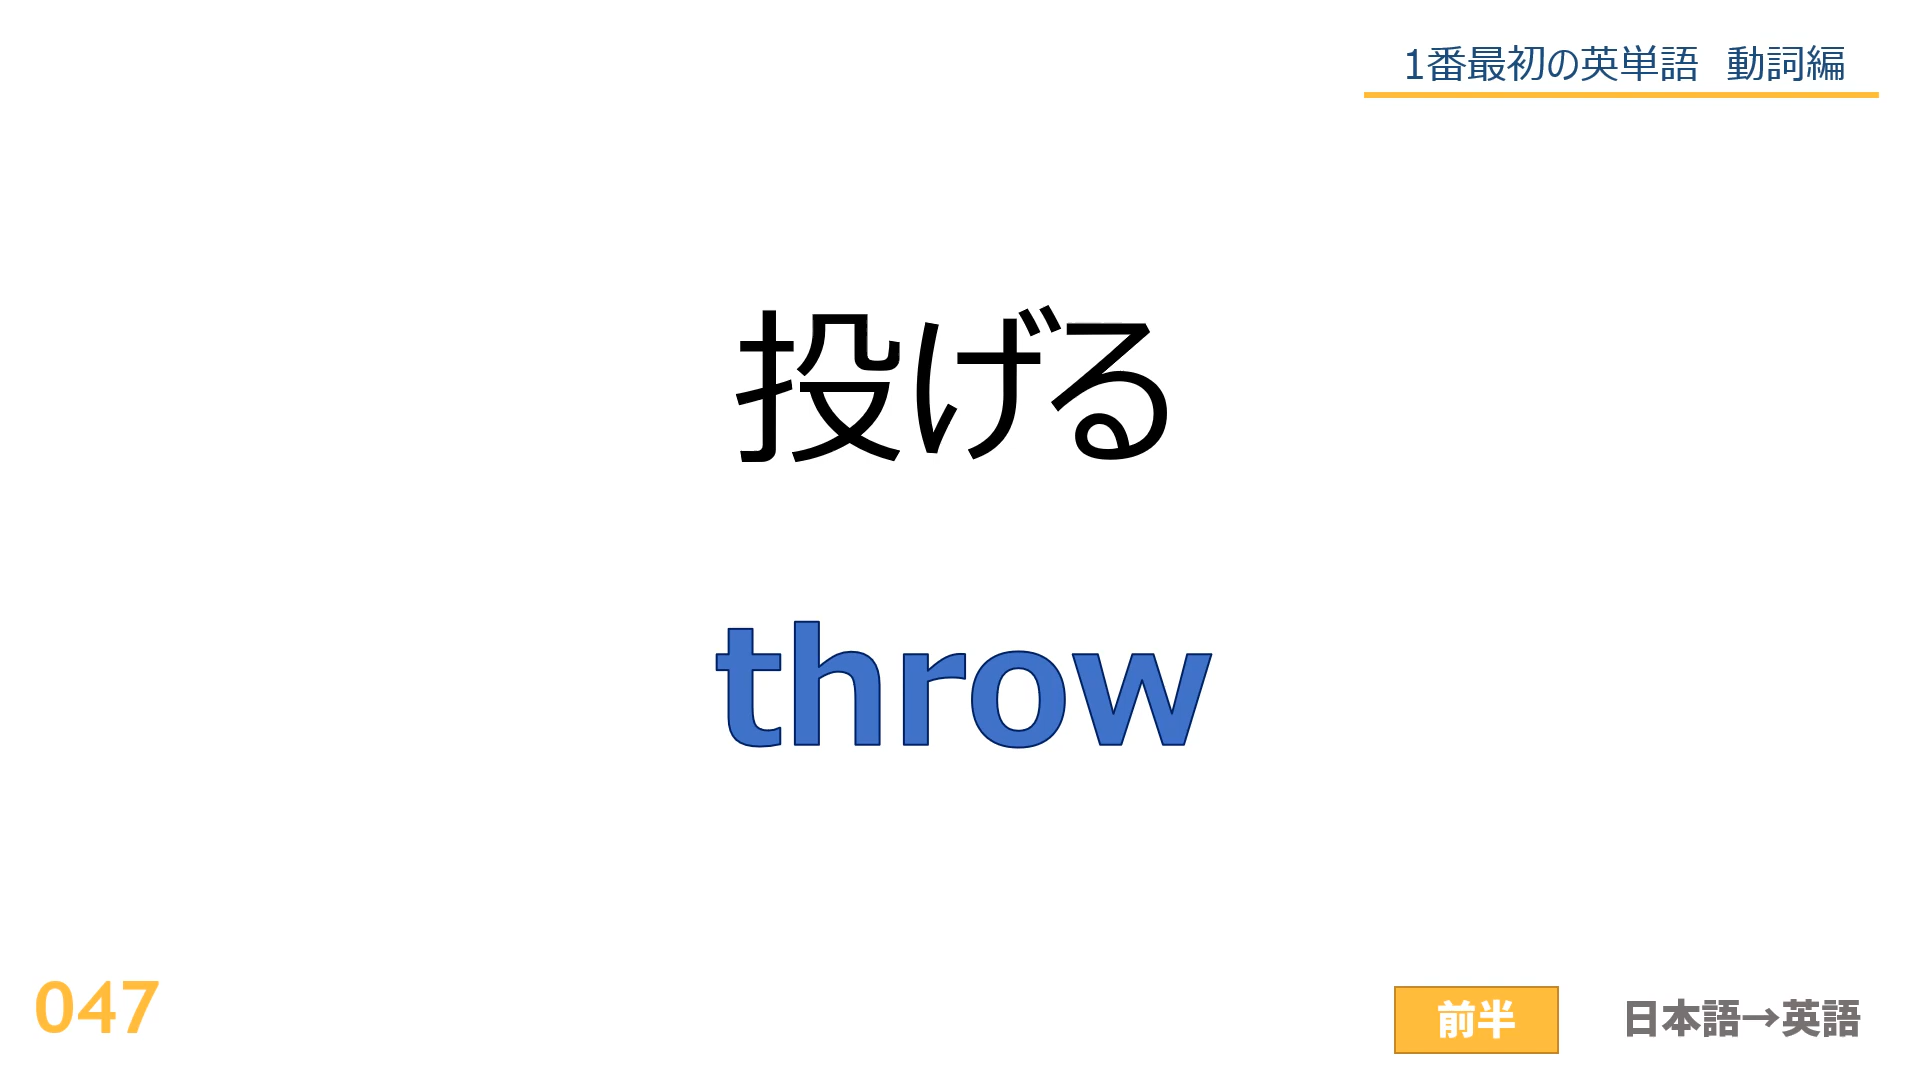 1番最初の英単語　動詞編
投げる
throw
047
前半
日本語→英語